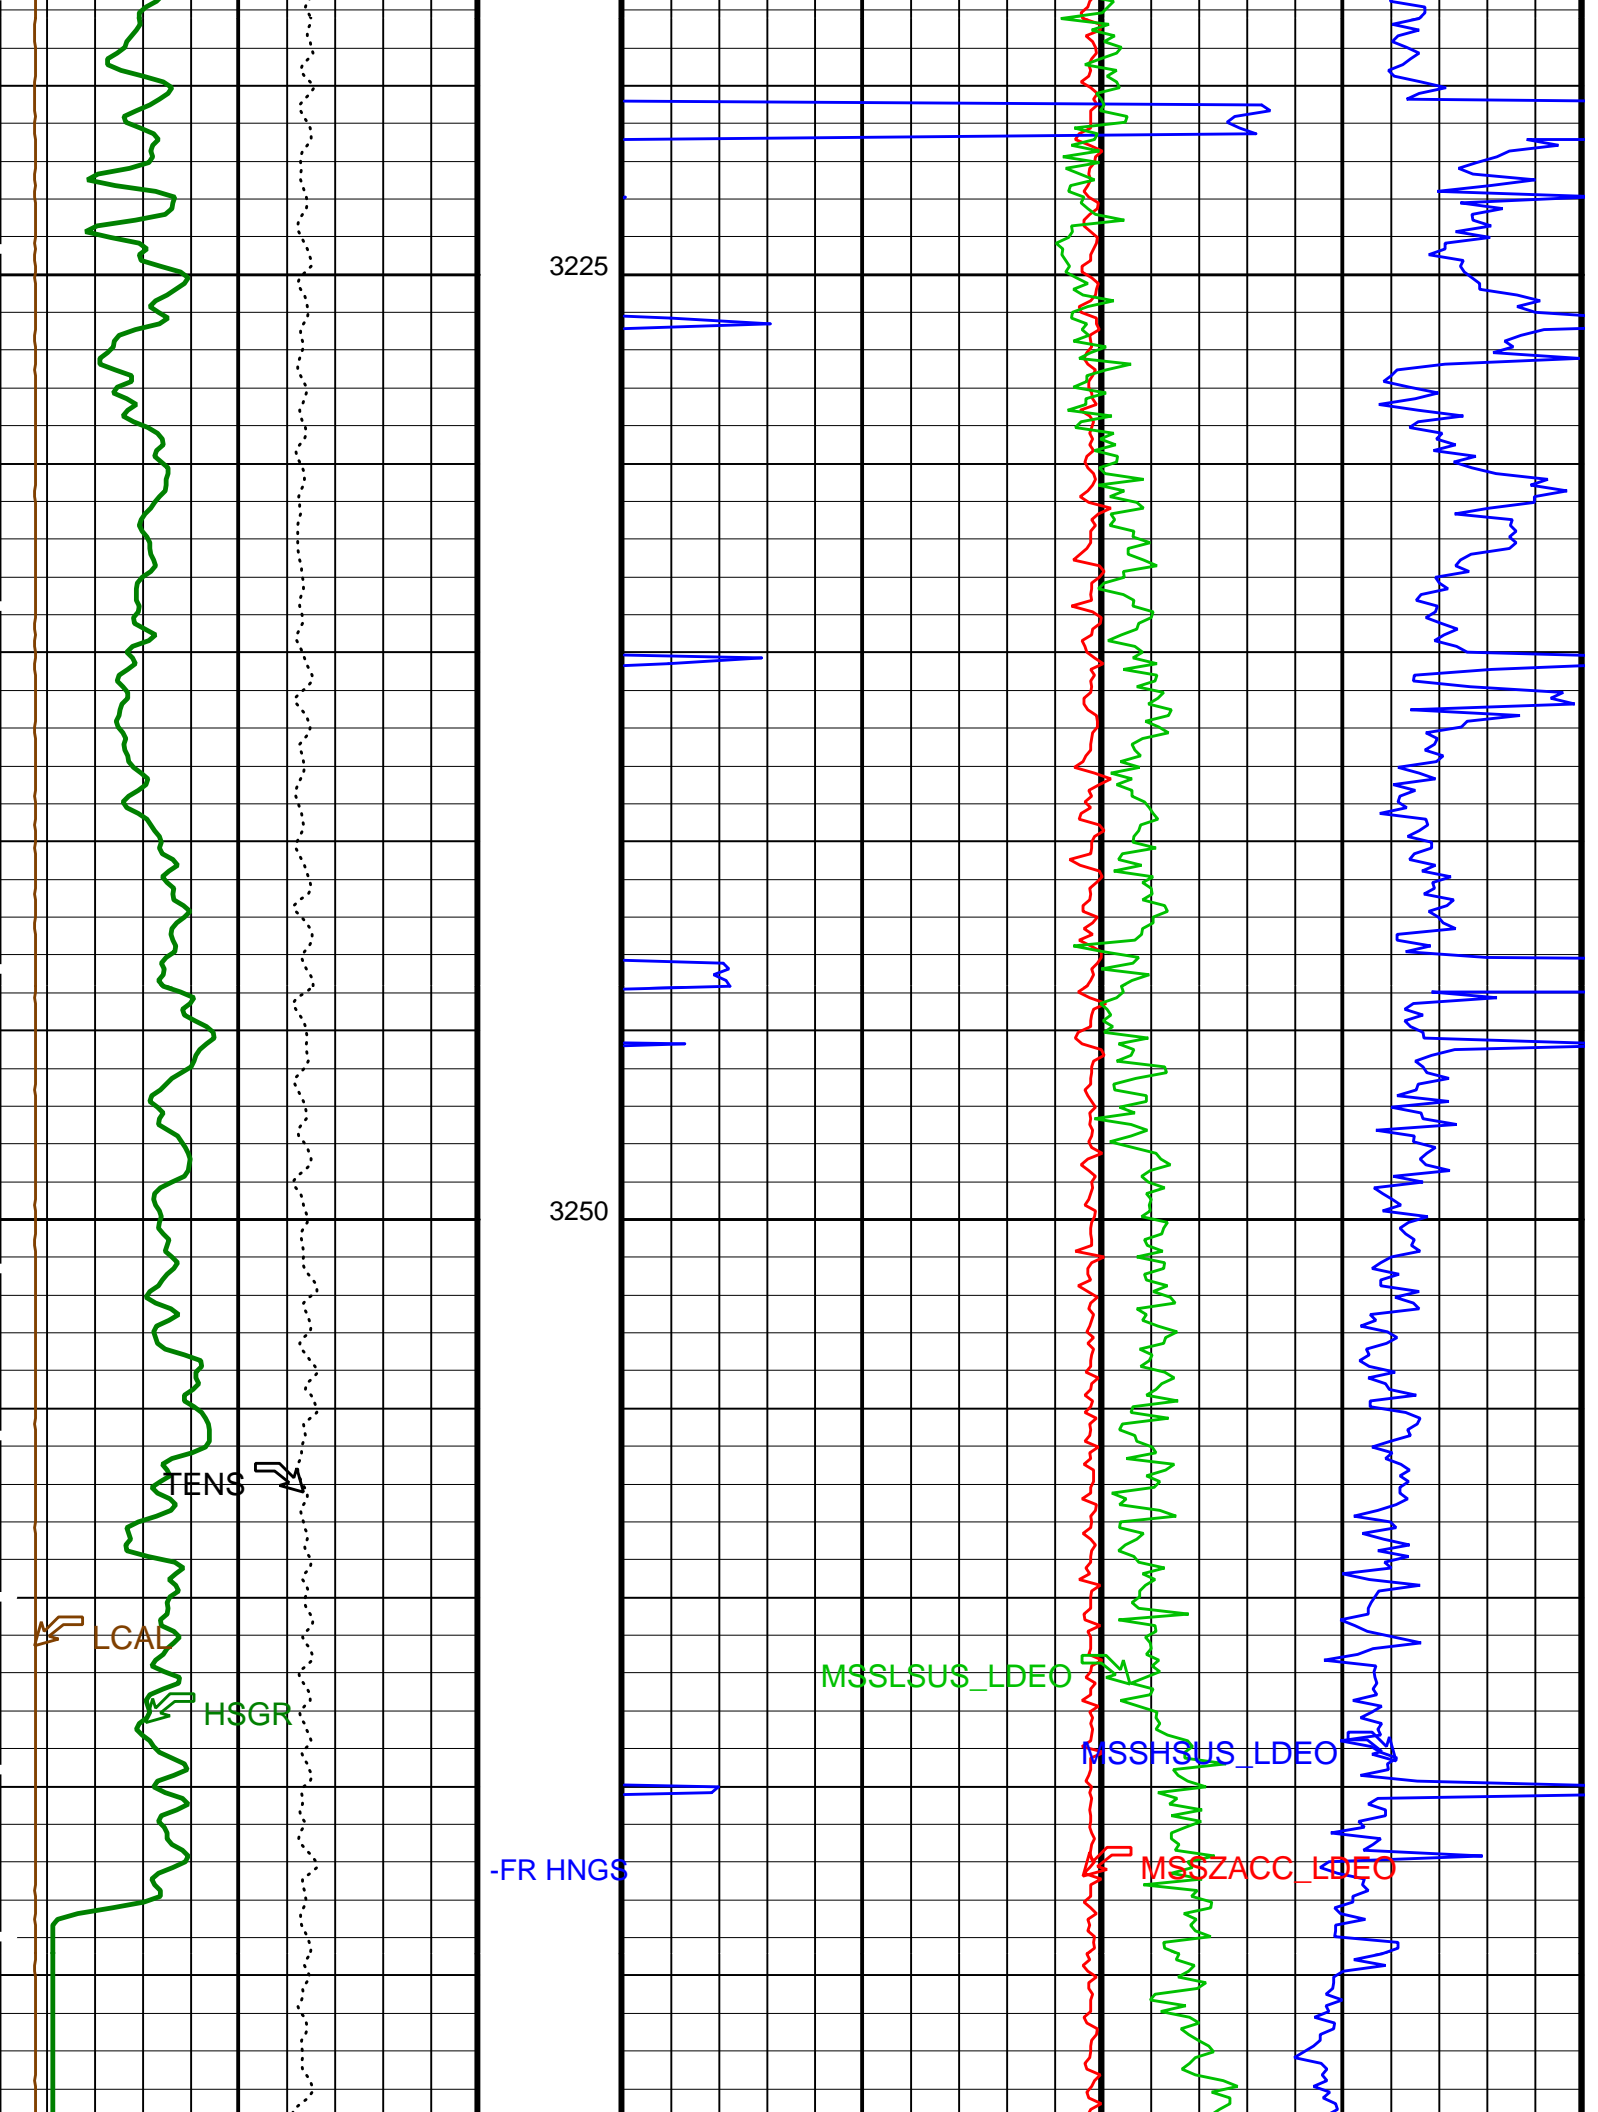 3225
3250
TENS
LCAL
MSSLSUS_LDEO
HSGR
MSSHSUS_LDEO
-FR HNGS
MSSZACC_LDEO